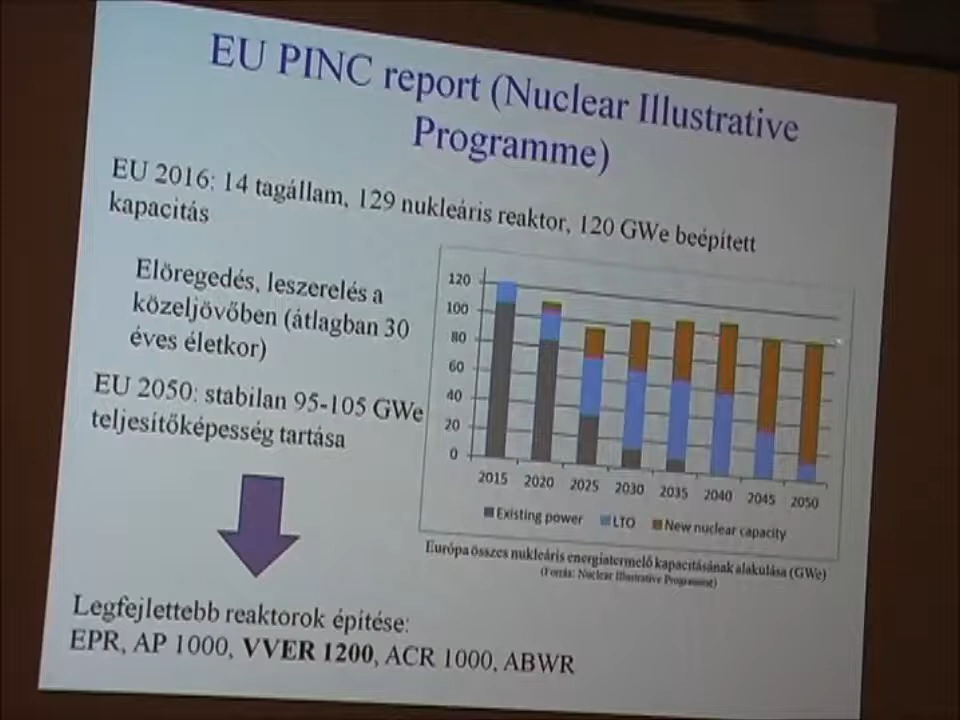 EU PINC report (Nuclear Illustrative
Programme)
EU 2016: 14 tagállam, 129 nukleáris reaktor, 120 GWe beépített
kapacitás
Elöregedés, leszerelés a
közeljövőben (átlagban 30
éves életkor)
EU 2050: stabilan 95-105 GWe
teljesítőképesség tartása
120
100
80
60
40
20
0
2015 2020 2025 2030 2035 2040 2045 2050
Existing power LTO New nuclear capacity
Európa összes nukleáris energiatermelő kapacitásának alakulása (GWe)
(Forrás: Nuclear Illustrative Programme)
Legfejlettebb reaktorok építése:
EPR, AP 1000, VVER 1200, ACR 1000, ABWR